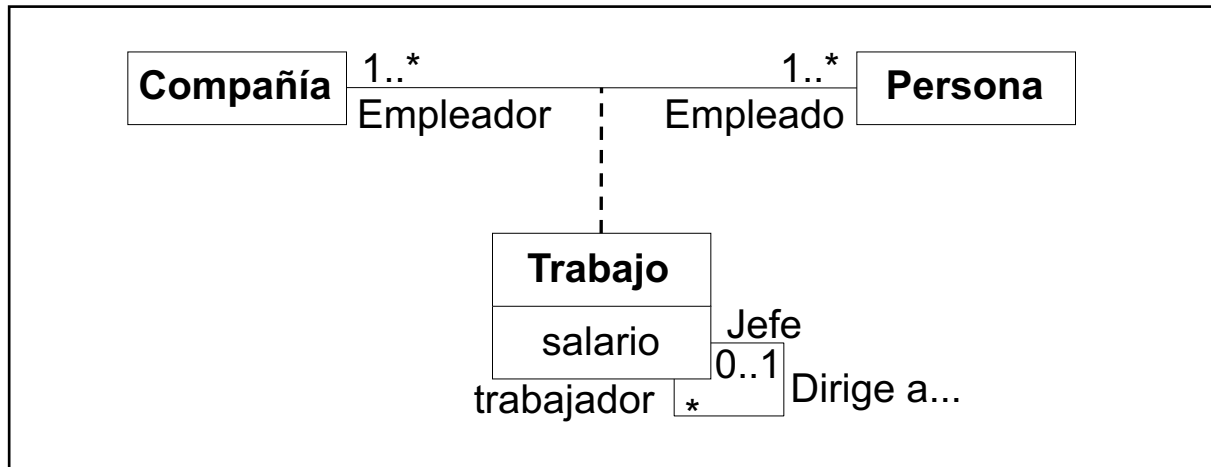 1..*
1..*
Compañía
Persona
Empleador
Empleado
Trabajo
salario
Jefe
0..1
trabajador
*
Dirige a...